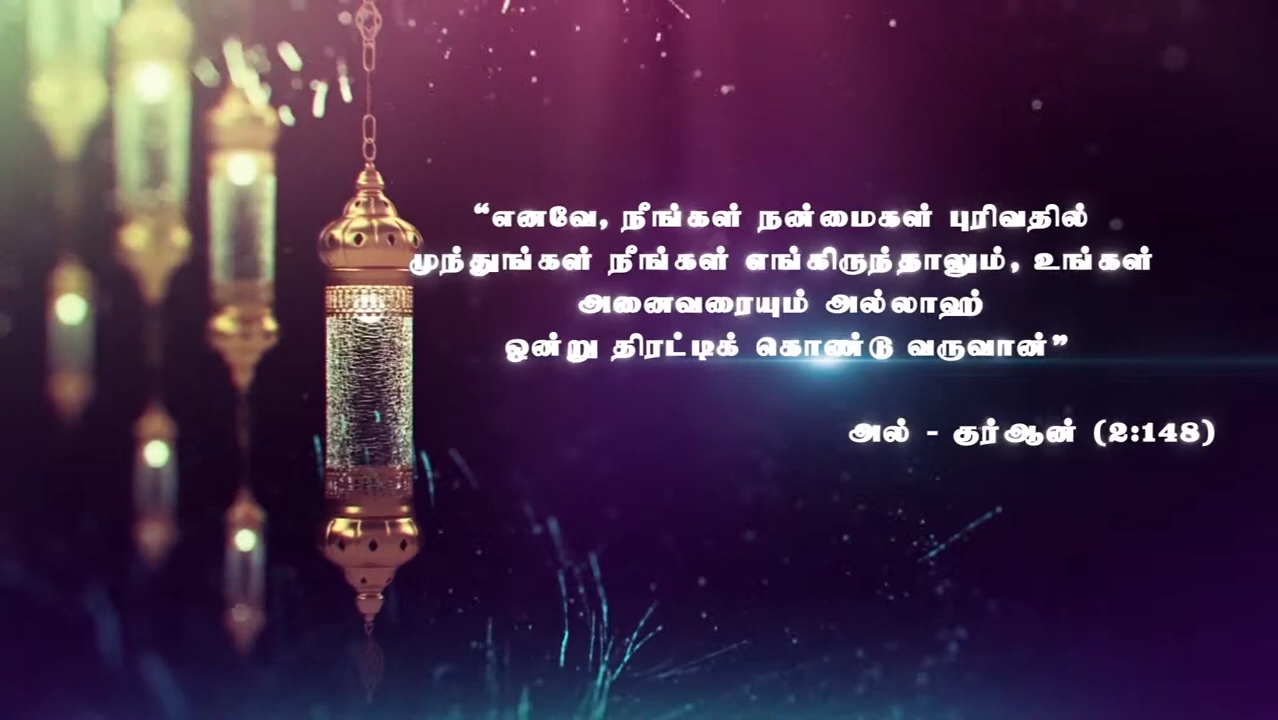 “எனவே, நீங்கள் நன்மைகள் புரிவதில்
முந்துங்கள் நீங்கள் எங்கிருந்தாலும், உங்கள்
அனைவரையும் அல்லாஹ்
ஒன்று திரட்டிக் கொண்டு வருவான்”
அல் - குர்ஆன் (2:148)